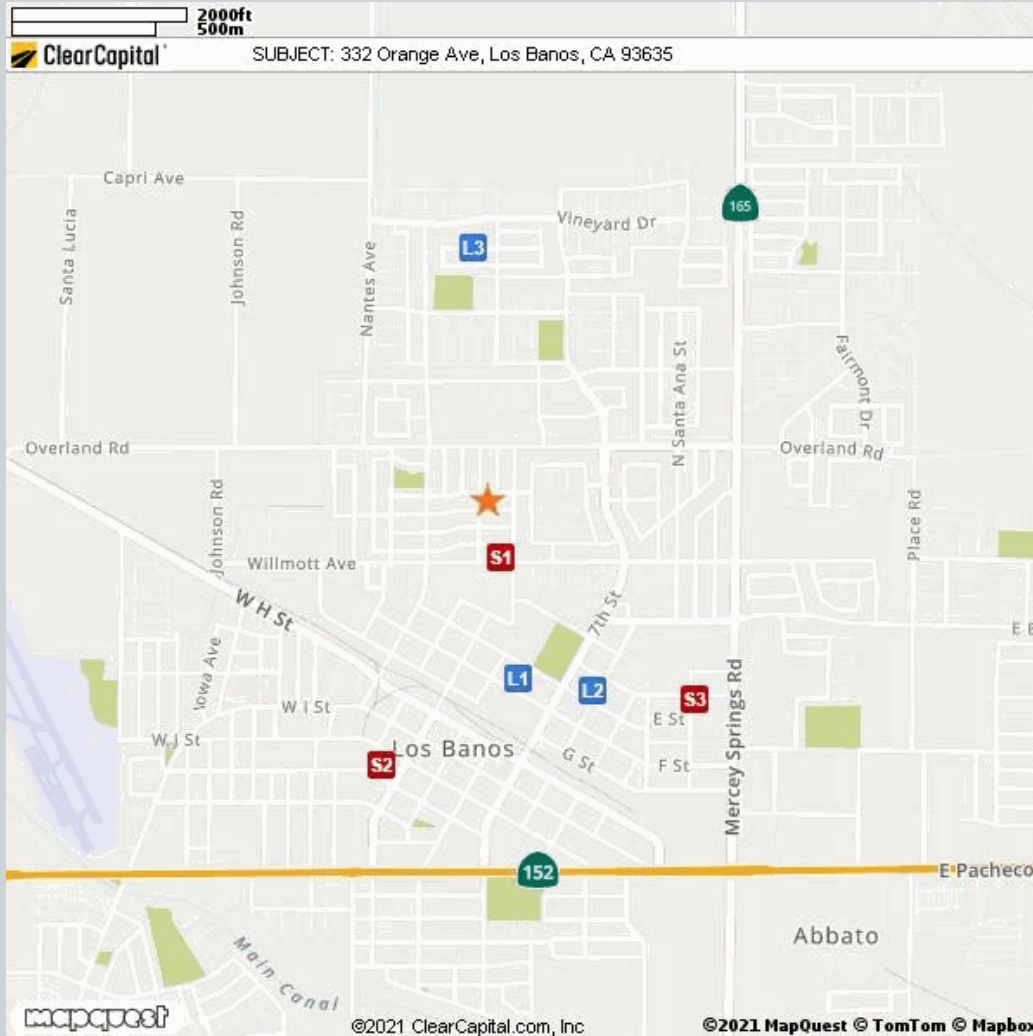 2000ft
500m
ClearCapital
SUBJECT: 332 Orange Ave, Los Banos, CA 93635
Capri Ave
165
Santa Lucia
Johnson Rd
Vineyard Dr
Nantes Ave
L3
Fairmont Dr
N Santa Ana St
Overland Rd
Overland Rd
Johnson Rd
Place Rd
S1
Willmott Ave
W H St
7th St
Iowa Ave
L1
L2
S3
Mercey Springs Rd
W I St
E St
W J St
Los Banos
G St
S2
F St
152
E Pacheco
Abbato
Main Canal
mapquest
©2021 ClearCapital.com, Inc
©2021 MapQuest © TomTom © Mapbox